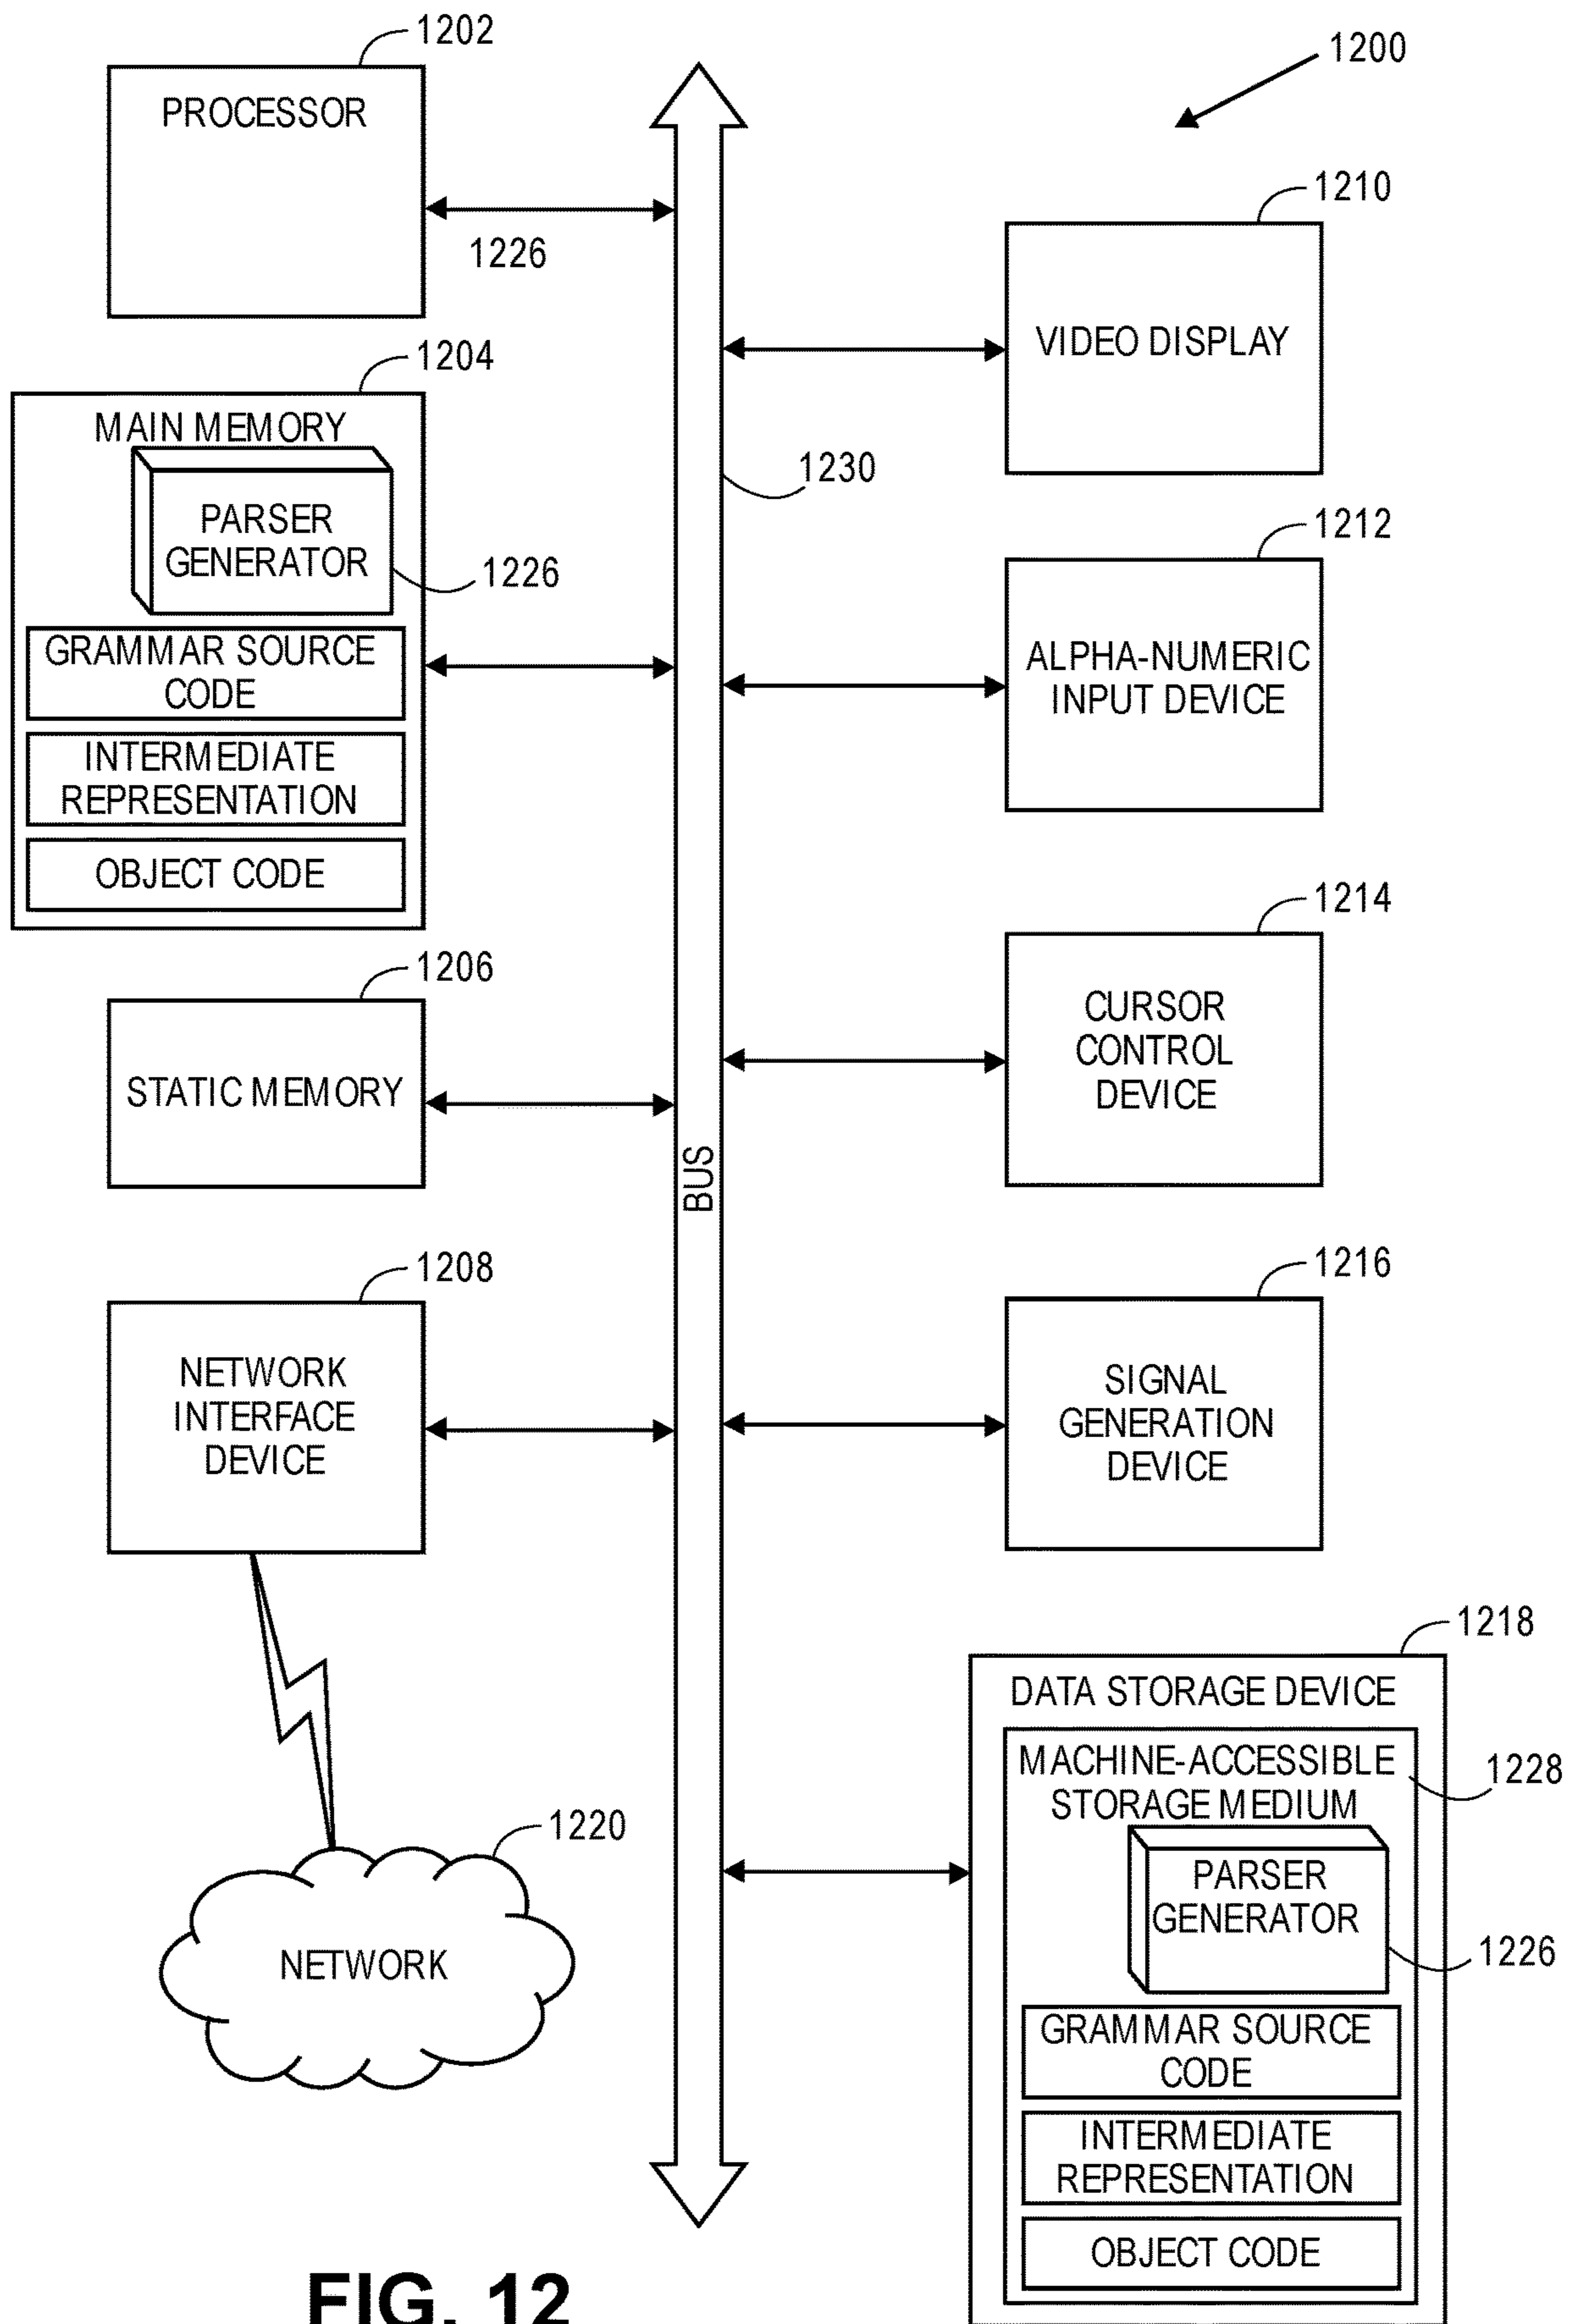 1202
PROCESSOR
1226
1204
MAIN MEMORY
PARSER
GENERATOR
1226
GRAMMAR SOURCE
CODE
INTERMEDIATE
REPRESENTATION
OBJECT CODE
1206
STATIC MEMORY
1208
NETWORK
INTERFACE
DEVICE
1220
NETWORK
BUS
1230
1200
1210
VIDEO DISPLAY
1212
ALPHA-NUMERIC
INPUT DEVICE
1214
CURSOR
CONTROL
DEVICE
1216
SIGNAL
GENERATION
DEVICE
1218
DATA STORAGE DEVICE
MACHINE-ACCESSIBLE
STORAGE MEDIUM
1228
PARSER
GENERATOR
1226
GRAMMAR SOURCE
CODE
INTERMEDIATE
REPRESENTATION
OBJECT CODE
FIG. 12